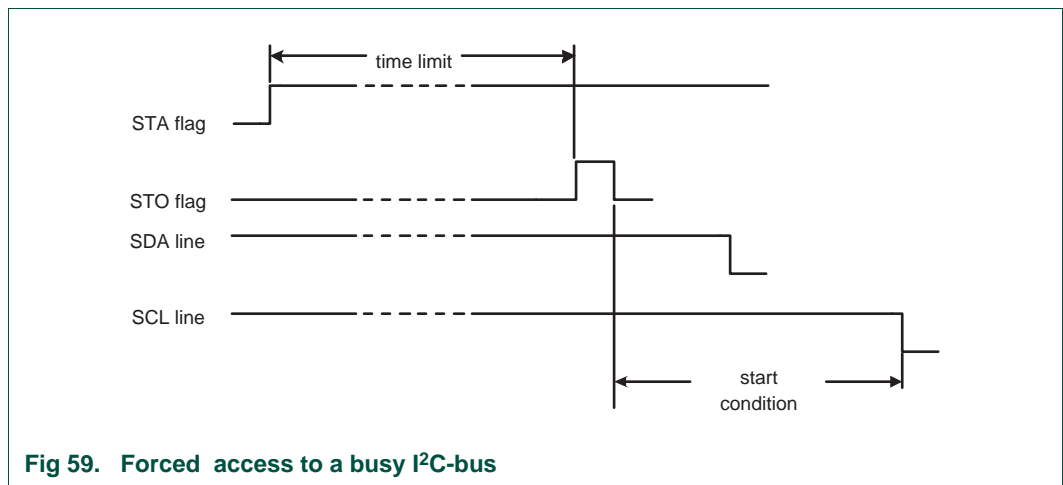 time limit
STA flag
STO flag
SDA line
SCL line
start
condition
Fig 59. Forced access to a busy I²C-bus